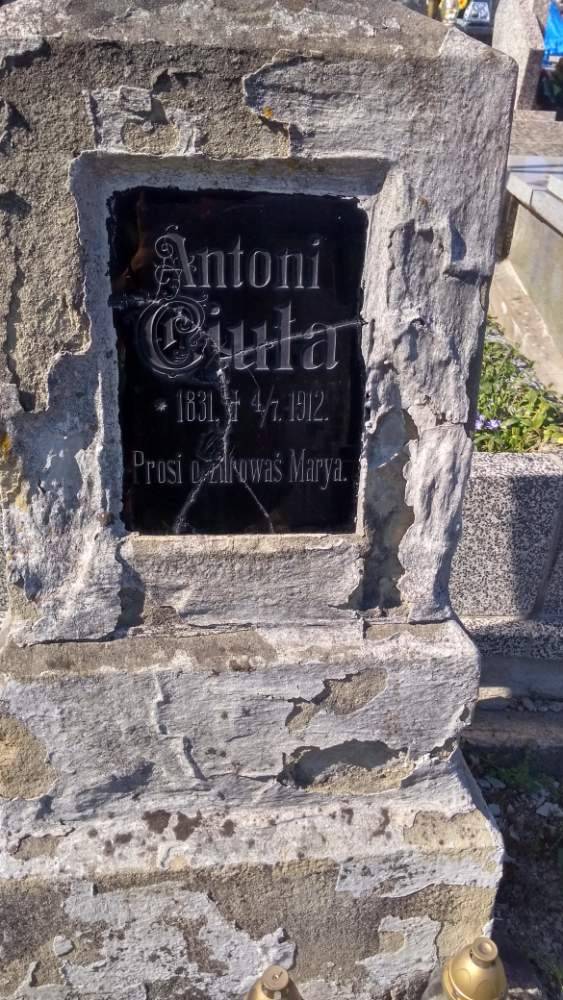 Antoni
Ciuła
* 1831. † 4/7. 1912.
Prosi o zdrowaś Marya.